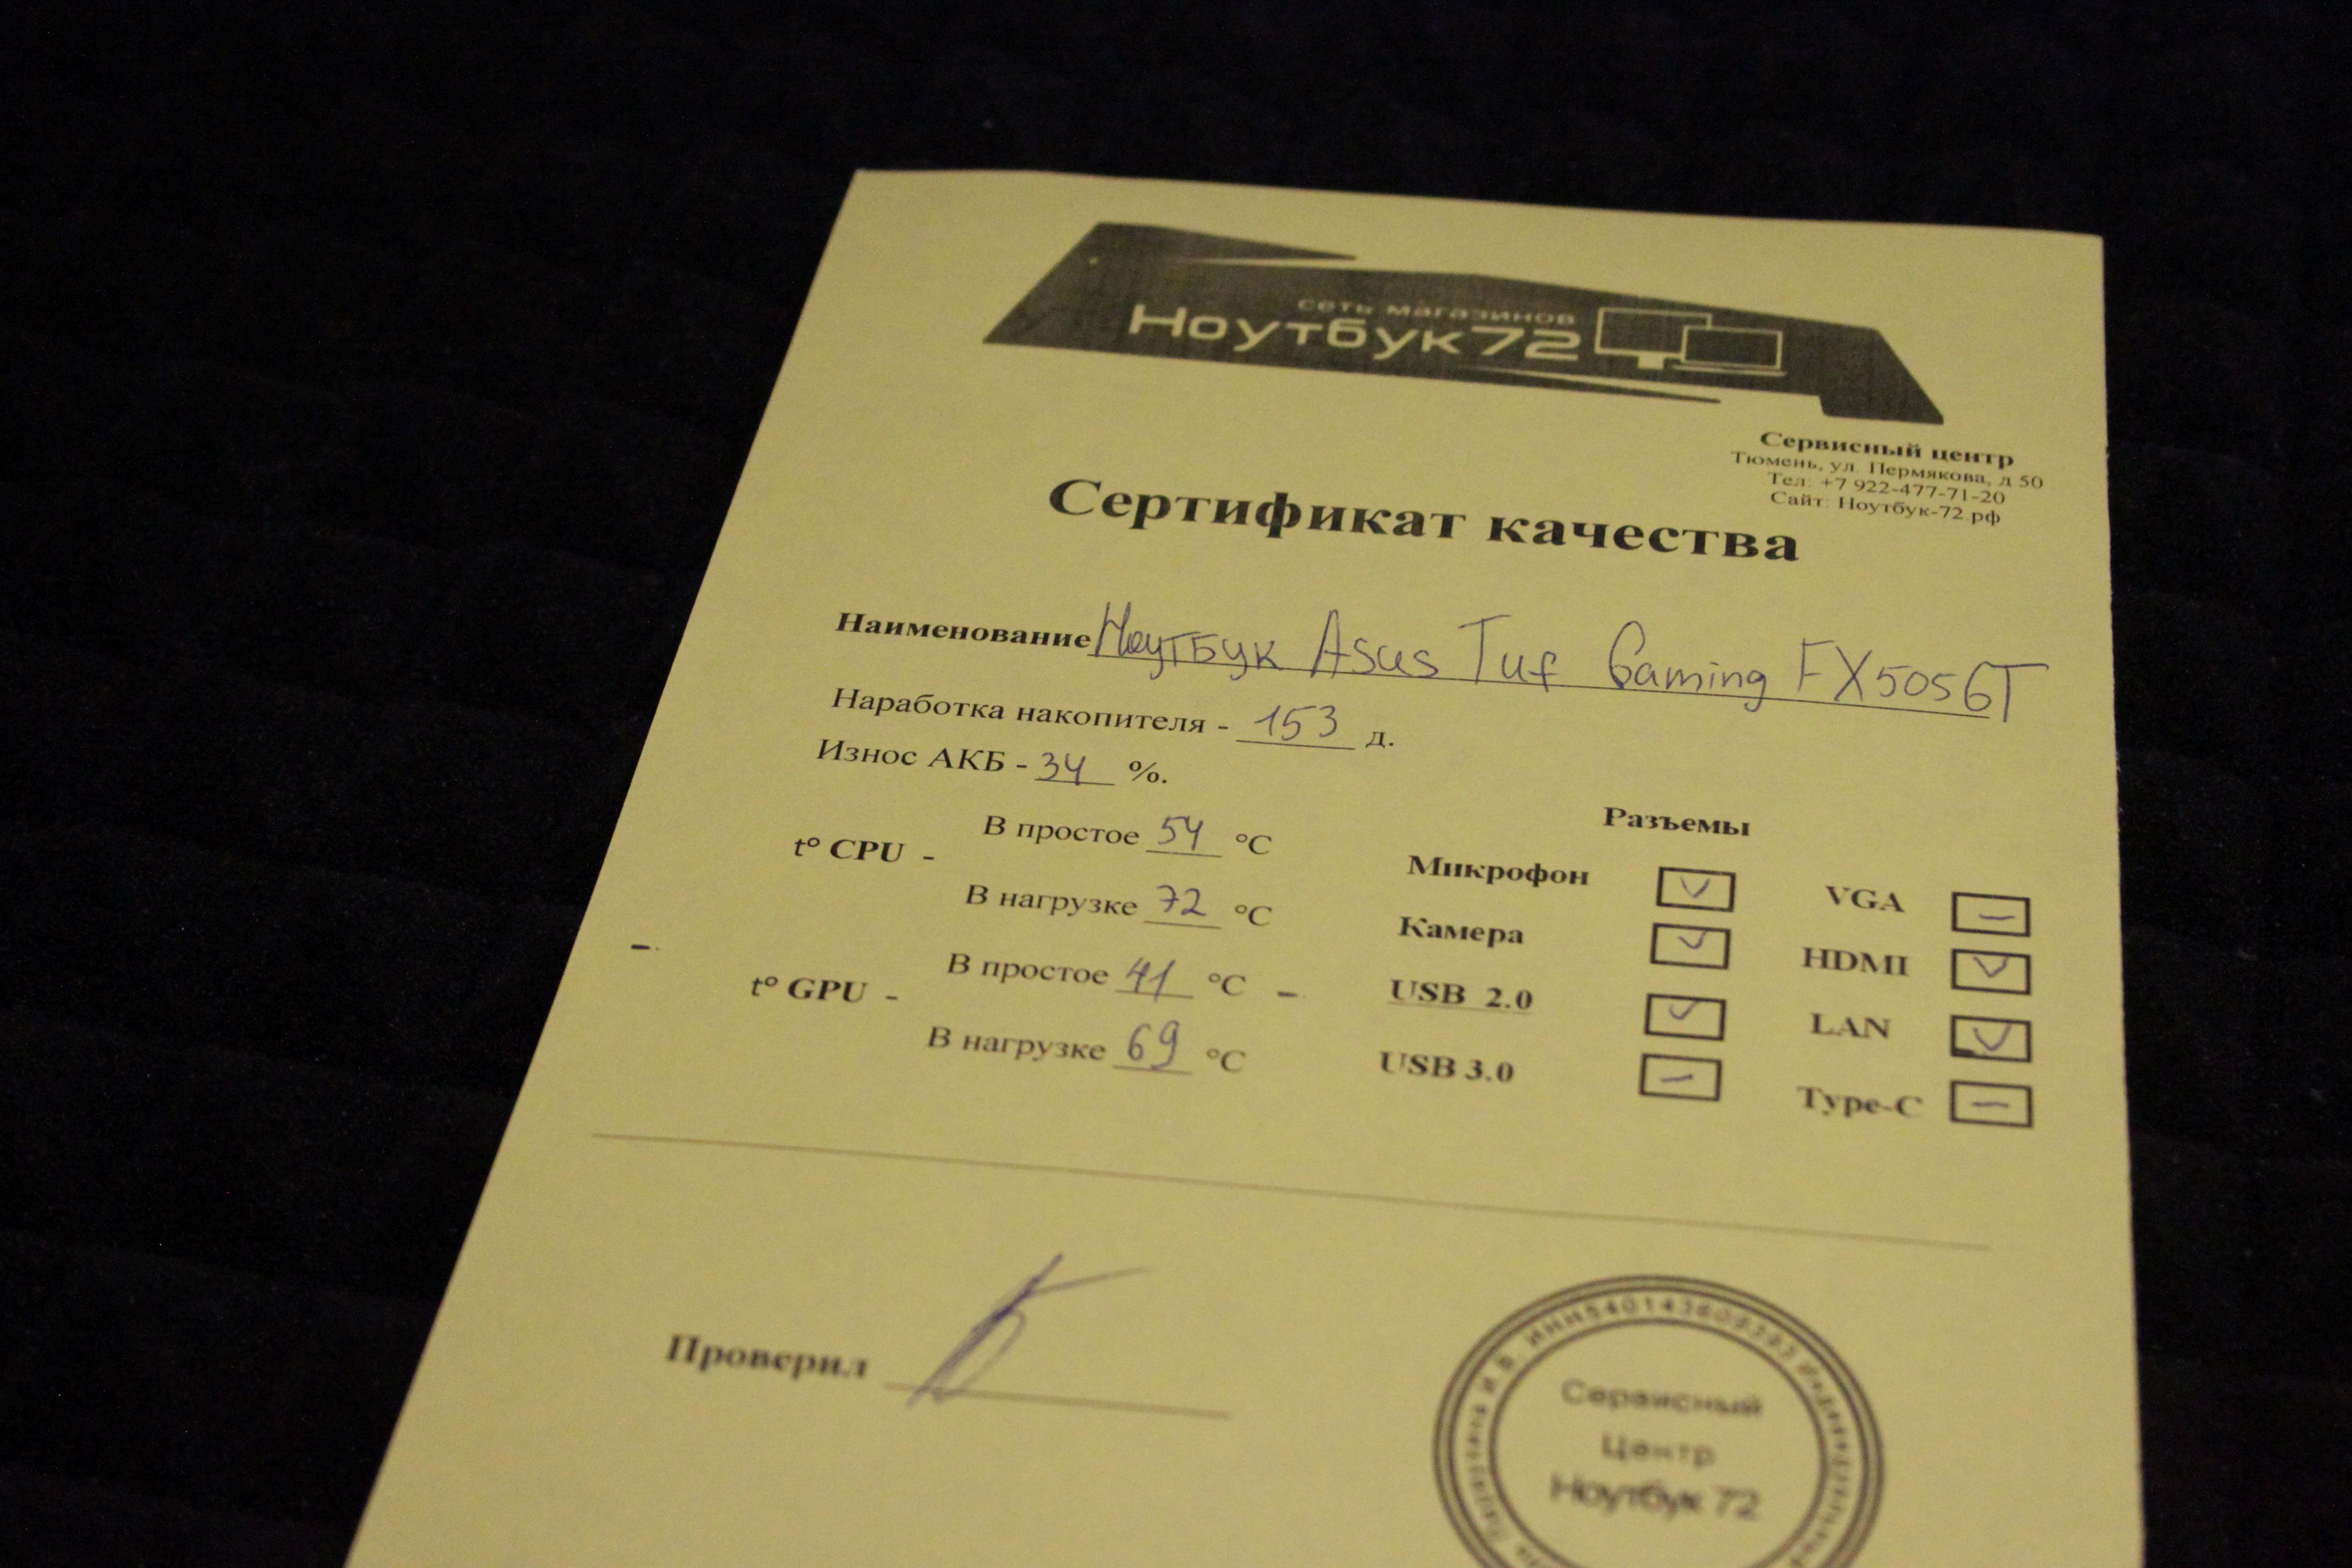 сеть магазинов
Ноутбук72
Сервисный центр
Тюмень, ул. Пермякова, д 50
Тел: +7 922-477-71-20
Сайт: Ноутбук-72.рф
Сертификат качества
Наименование Ноутбук Asus Tuf Gaming FX505GT
Наработка накопителя - 153 д.
Износ АКБ - 34 %.
t° CPU -
В простое 54 °C
В нагрузке 72 °C
t° GPU -
В простое 41 °C -
В нагрузке 69 °C
Разъемы
Микрофон
VGA
Камера
HDMI
USB 2.0
LAN
USB 3.0
Type-C
Проверил
Сервисный
Центр
Ноутбук 72